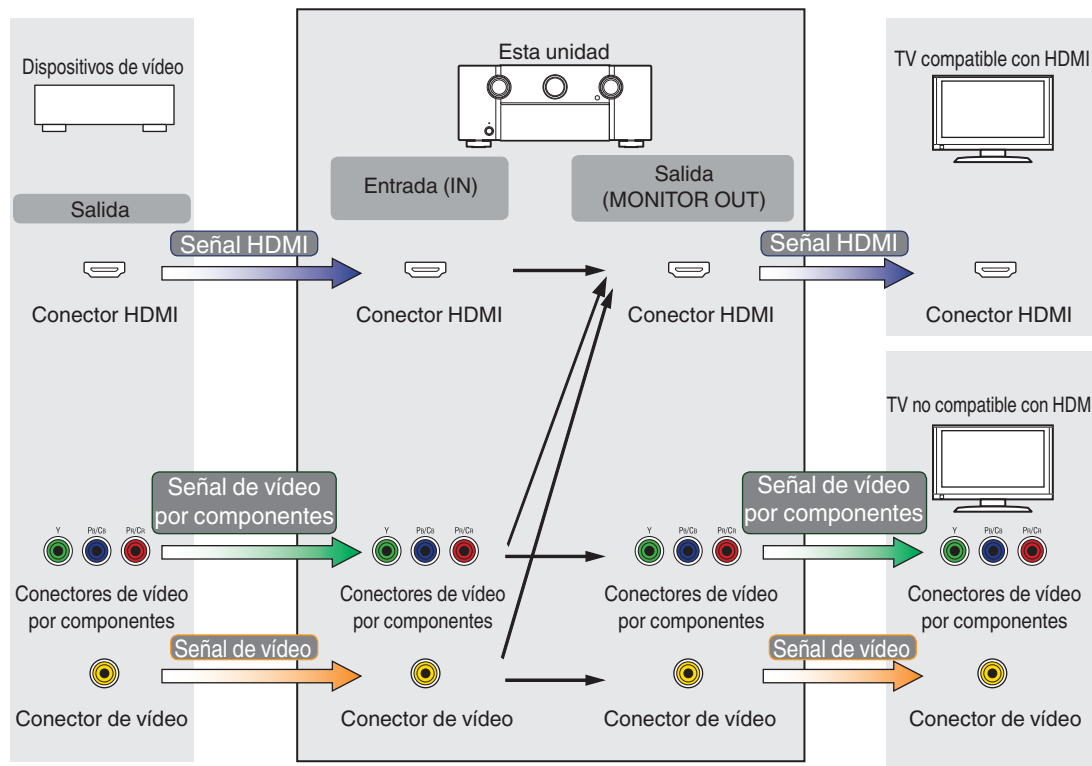 Dispositivos de vídeo
Esta unidad
TV compatible con HDMI
Salida
Entrada (IN)
Salida
(MONITOR OUT)
Señal HDMI
Señal HDMI
Conector HDMI
Conector HDMI
Conector HDMI
Conector HDMI
TV no compatible con HDM
Señal de vídeo
por componentes
Señal de vídeo
por componentes
Y PB/CB PR/CR
Y PB/CB PR/CR
Y PB/CB PR/CR
Y PB/CB PR/CR
Conectores de vídeo
por componentes
Conectores de vídeo
por componentes
Conectores de vídeo
por componentes
Conectores de vídeo
por componentes
Señal de vídeo
Señal de vídeo
Conector de vídeo
Conector de vídeo
Conector de vídeo
Conector de vídeo